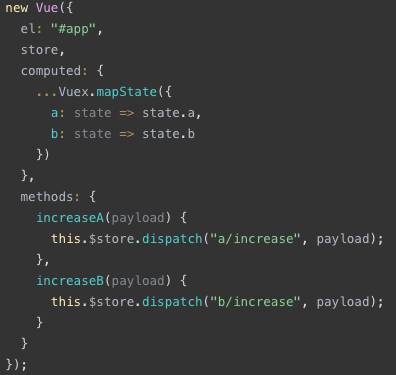 new Vue({
  el: "#app",
  store,
  computed: {
    ...Vuex.mapState({
      a: state => state.a,
      b: state => state.b
    })
  },
  methods: {
    increaseA(payload) {
      this.$store.dispatch("a/increase", payload);
    },
    increaseB(payload) {
      this.$store.dispatch("b/increase", payload);
    }
  }
});